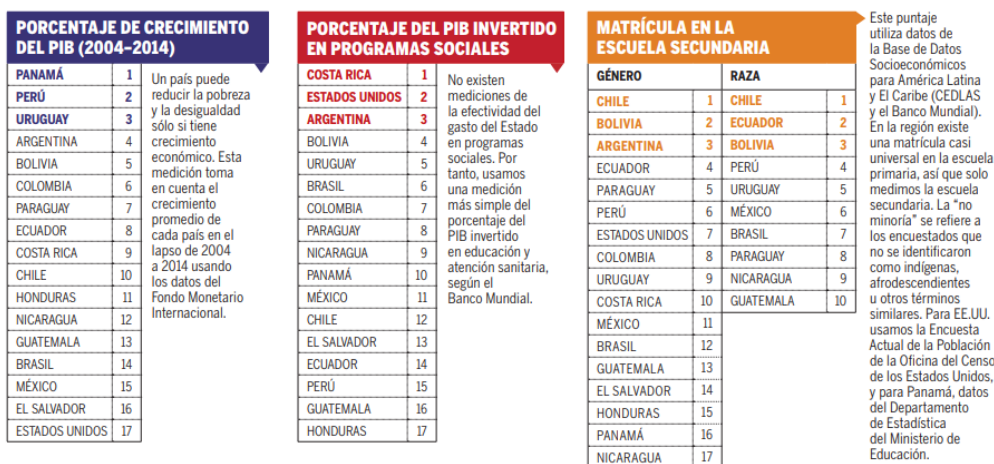 PORCENTAJE DE CRECIMIENTO
DEL PIB (2004–2014)
PANAMÁ 1
PERÚ 2
URUGUAY 3
ARGENTINA 4
BOLIVIA 5
COLOMBIA 6
PARAGUAY 7
ECUADOR 8
COSTA RICA 9
CHILE 10
HONDURAS 11
NICARAGUA 12
GUATEMALA 13
BRASIL 14
MÉXICO 15
EL SALVADOR 16
ESTADOS UNIDOS 17
Un país puede
reducir la pobreza
y la desigualdad
sólo si tiene
crecimiento
económico. Esta
medición toma
en cuenta el
crecimiento
promedio de
cada país en el
lapso de 2004
a 2014 usando
los datos del
Fondo Monetario
Internacional.
PORCENTAJE DEL PIB INVERTIDO
EN PROGRAMAS SOCIALES
COSTA RICA 1
ESTADOS UNIDOS 2
ARGENTINA 3
BOLIVIA 4
URUGUAY 5
BRASIL 6
COLOMBIA 7
PARAGUAY 8
NICARAGUA 9
PANAMÁ 10
MÉXICO 11
CHILE 12
EL SALVADOR 13
ECUADOR 14
PERÚ 15
GUATEMALA 16
HONDURAS 17
No existen
mediciones de
la efectividad del
gasto del Estado
en programas
sociales. Por
tanto, usamos
una medición
más simple del
porcentaje del
PIB invertido
en educación y
atención sanitaria,
según el
Banco Mundial.
MATRÍCULA EN LA
ESCUELA SECUNDARIA
GÉNERO RAZA
CHILE 1 CHILE 1
BOLIVIA 2 ECUADOR 2
ARGENTINA 3 BOLIVIA 3
ECUADOR 4 PERÚ 4
PARAGUAY 5 URUGUAY 5
PERÚ 6 MÉXICO 6
ESTADOS UNIDOS 7 BRASIL 7
COLOMBIA 8 PARAGUAY 8
URUGUAY 9 NICARAGUA 9
COSTA RICA 10 GUATEMALA 10
MÉXICO 11
BRASIL 12
GUATEMALA 13
EL SALVADOR 14
HONDURAS 15
PANAMÁ 16
NICARAGUA 17
Este puntaje
utiliza datos de
la Base de Datos
Socioeconómicos
para América Latina
y El Caribe (CEDLAS
y el Banco Mundial).
En la región existe
una matrícula casi
universal en la escuela
primaria, así que solo
medimos la escuela
secundaria. La “no
minoría” se refiere a
los encuestados que
no se identificaron
como indígenas,
afrodescendientes
u otros términos
similares. Para EE.UU.
usamos la Encuesta
Actual de la Población
de la Oficina del Censo
de los Estados Unidos,
y para Panamá, datos
del Departamento
de Estadística
del Ministerio de
Educación.